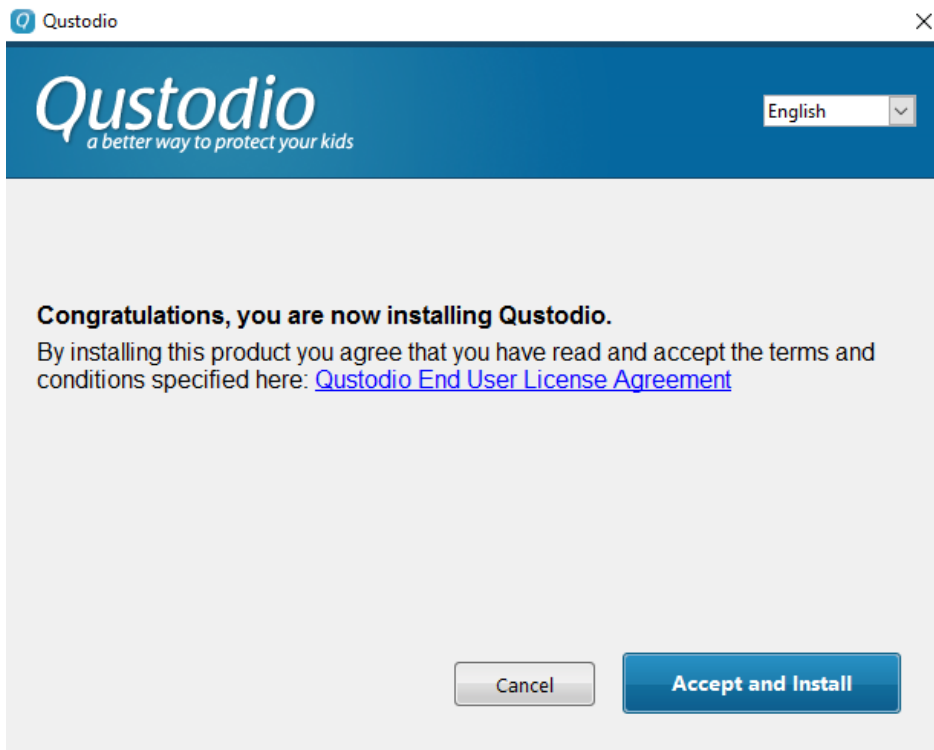 Qustodio
Qustodio
a better way to protect your kids
English
Congratulations, you are now installing Qustodio.
By installing this product you agree that you have read and accept the terms and
conditions specified here: Qustodio End User License Agreement
Cancel
Accept and Install